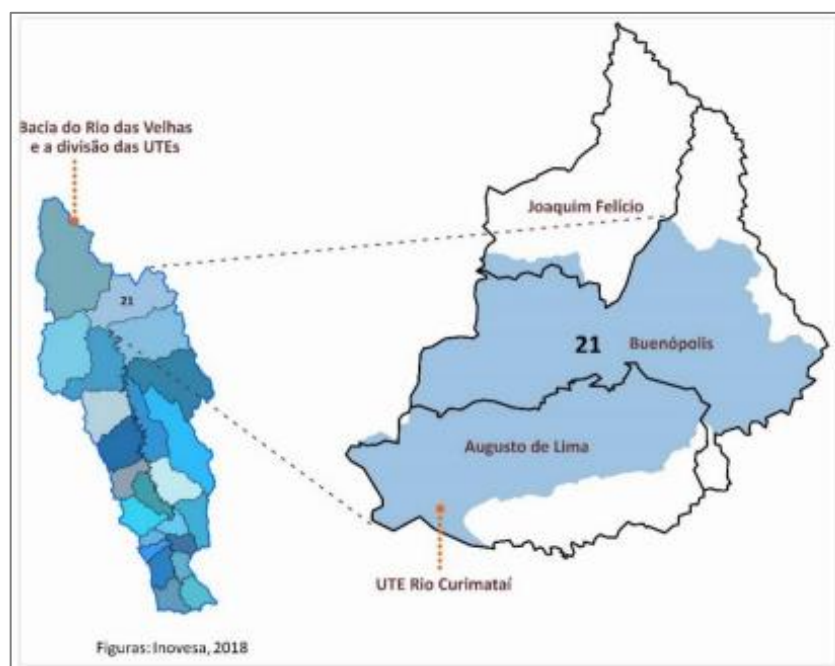 Bacia do Rio das Velhas
e a divisão das UTEs
21
Joaquim Felício
21
Buenópolis
Augusto de Lima
UTE Rio Curimataí
Figuras: Inovesa, 2018